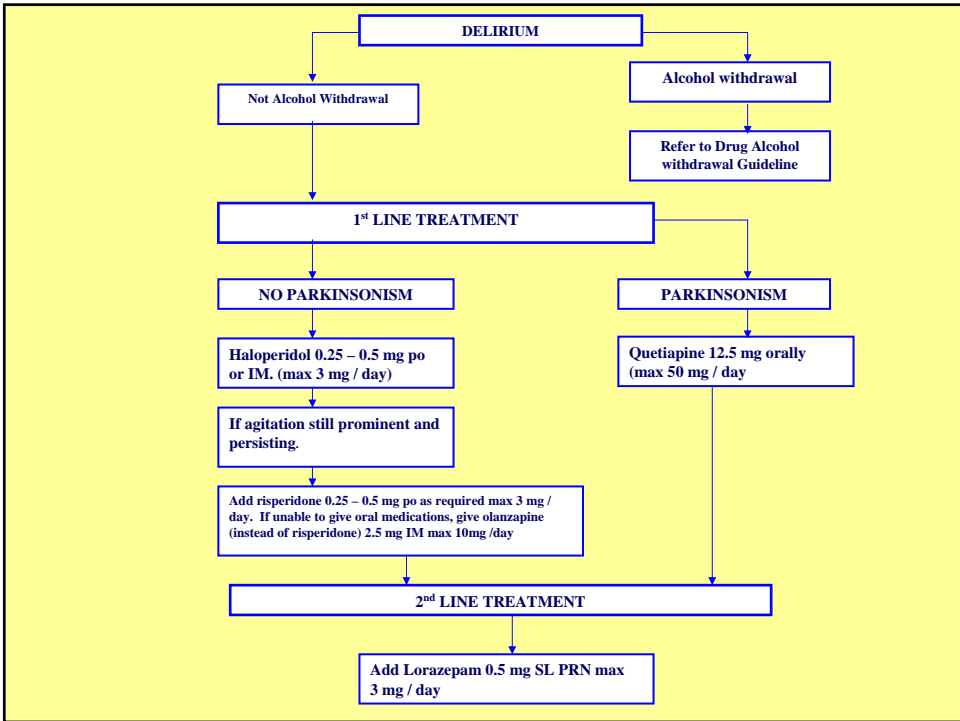 DELIRIUM
Not Alcohol Withdrawal
Alcohol withdrawal
Refer to Drug Alcohol
withdrawal Guideline
1st LINE TREATMENT
NO PARKINSONISM
PARKINSONISM
Haloperidol 0.25 – 0.5 mg po
or IM. (max 3 mg / day)
Quetiapine 12.5 mg orally
(max 50 mg / day
If agitation still prominent and
persisting.
Add risperidone 0.25 – 0.5 mg po as required max 3 mg /
day. If unable to give oral medications, give olanzapine
(instead of risperidone) 2.5 mg IM max 10mg /day
2nd LINE TREATMENT
Add Lorazepam 0.5 mg SL PRN max
3 mg / day